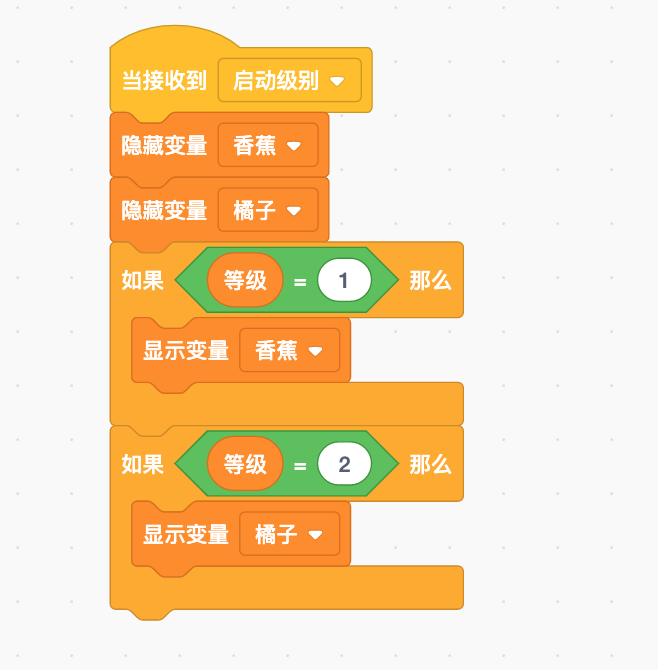 当接收到 启动级别
隐藏变量 香蕉
隐藏变量 橘子
如果 等级 = 1 那么
显示变量 香蕉
如果 等级 = 2 那么
显示变量 橘子